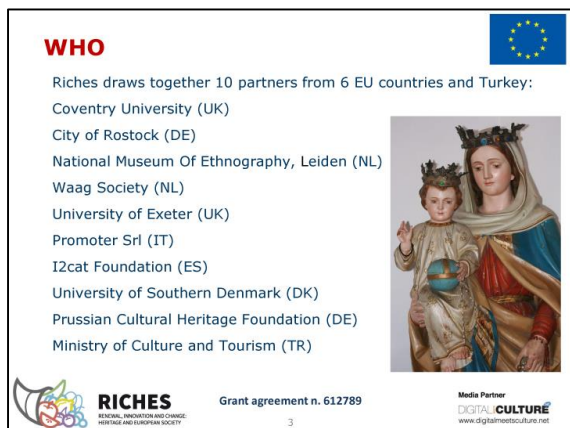 WHO
Riches draws together 10 partners from 6 EU countries and Turkey:
Coventry University (UK)
City of Rostock (DE)
National Museum Of Ethnography, Leiden (NL)
Waag Society (NL)
University of Exeter (UK)
Promoter Srl (IT)
I2cat Foundation (ES)
University of Southern Denmark (DK)
Prussian Cultural Heritage Foundation (DE)
Ministry of Culture and Tourism (TR)
RICHES
RENEWAL, INNOVATION AND CHANGE:
HERITAGE AND EUROPEAN SOCIETY
Grant agreement n. 612789
3
Media Partner
DIGITALMEETSCULTURE
www.digitalmeetsculture.net